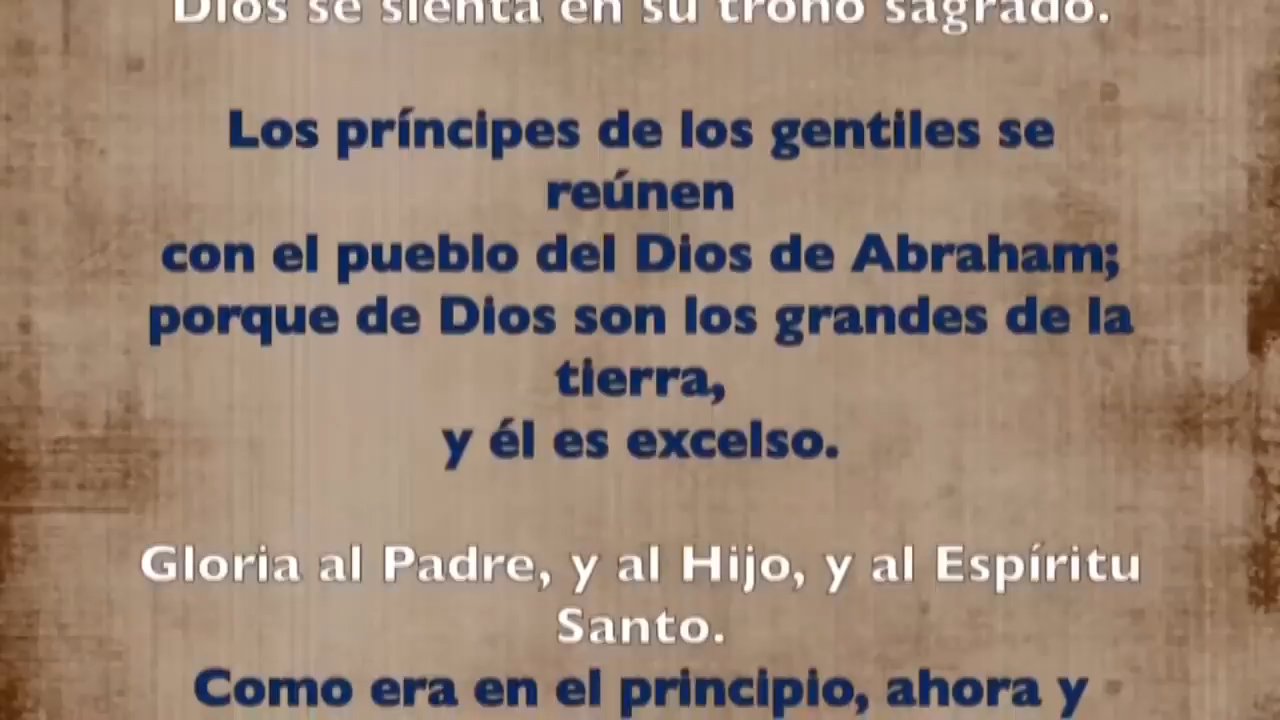 Dios se sienta en su trono sagrado.
Los príncipes de los gentiles se
reúnen
con el pueblo del Dios de Abraham;
porque de Dios son los grandes de la
tierra,
y él es excelso.
Gloria al Padre, y al Hijo, y al Espíritu
Santo.
Como era en el principio, ahora y